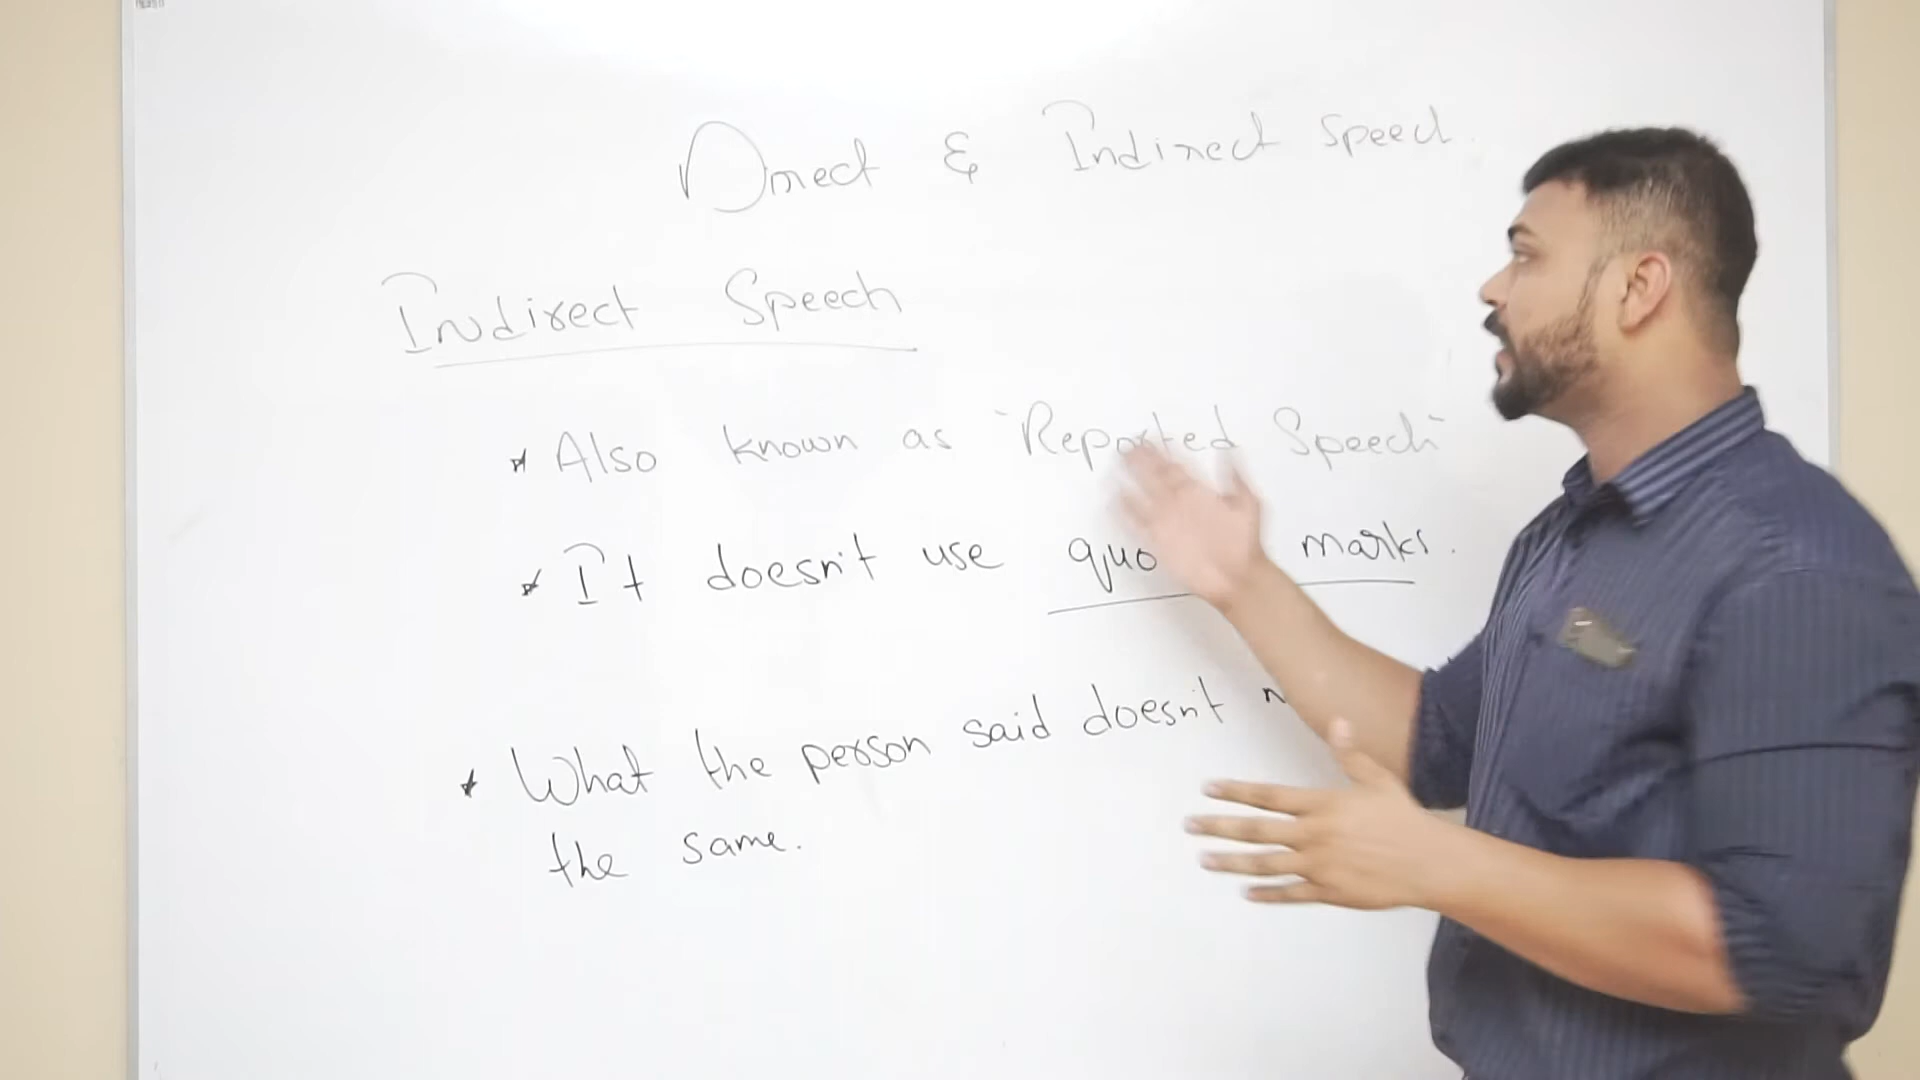 Direct & Indirect Speech
Indirect Speech
* Also known as "Reported Speech"
* It doesn't use quo marks.
* What the person said doesn't
the same.